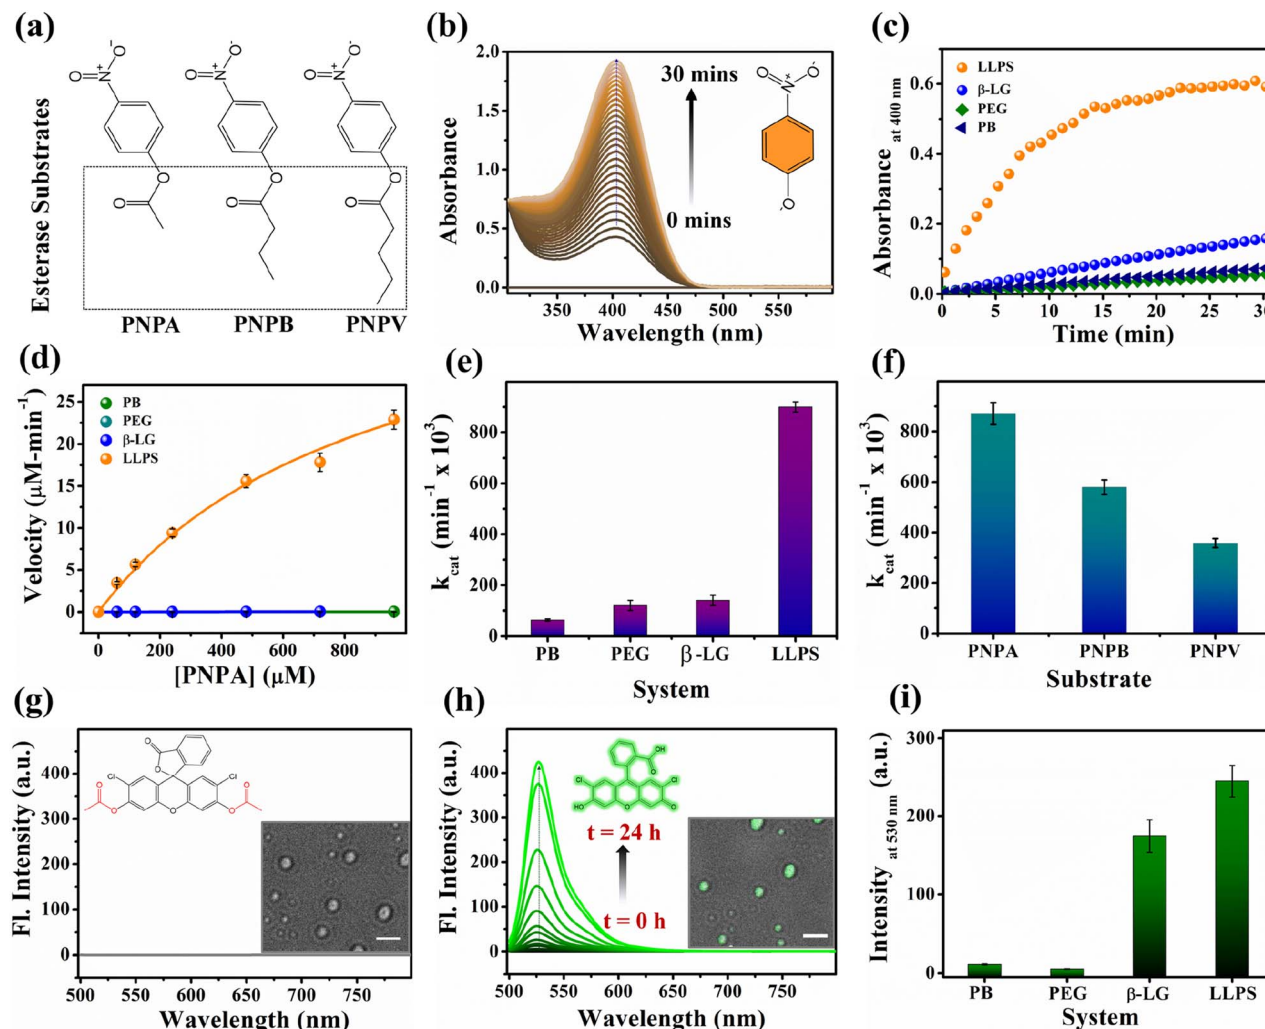 (a)
Esterase Substrates
PNPA
PNPB
PNPV
(b)
Absorbance
2.0
1.5
1.0
0.5
0.0
30 mins
0 mins
350 400 450 500 550
Wavelength (nm)
(c)
Absorbance at 400 nm
LLPS
β-LG
PEG
PB
0.6
0.4
0.2
0.0
0 5 10 15 20 25 30
Time (min)
(d)
Velocity (µM-min⁻¹)
PB
PEG
β-LG
LLPS
25
20
15
10
5
0
0 200 400 600 800
[PNPA] (µM)
(e)
kcat (min⁻¹ x 10³)
800
600
400
200
0
PB PEG β-LG LLPS
System
(f)
kcat (min⁻¹ x 10³)
800
600
400
200
0
PNPA PNPB PNPV
Substrate
(g)
Fl. Intensity (a.u.)
400
300
200
100
0
500 550 600 650 700 750
Wavelength (nm)
(h)
Fl. Intensity (a.u.)
400
300
200
100
0
t = 24 h
t = 0 h
500 550 600 650 700 750
Wavelength (nm)
(i)
Intensity at 530 nm (a.u.)
300
200
100
0
PB PEG β-LG LLPS
System